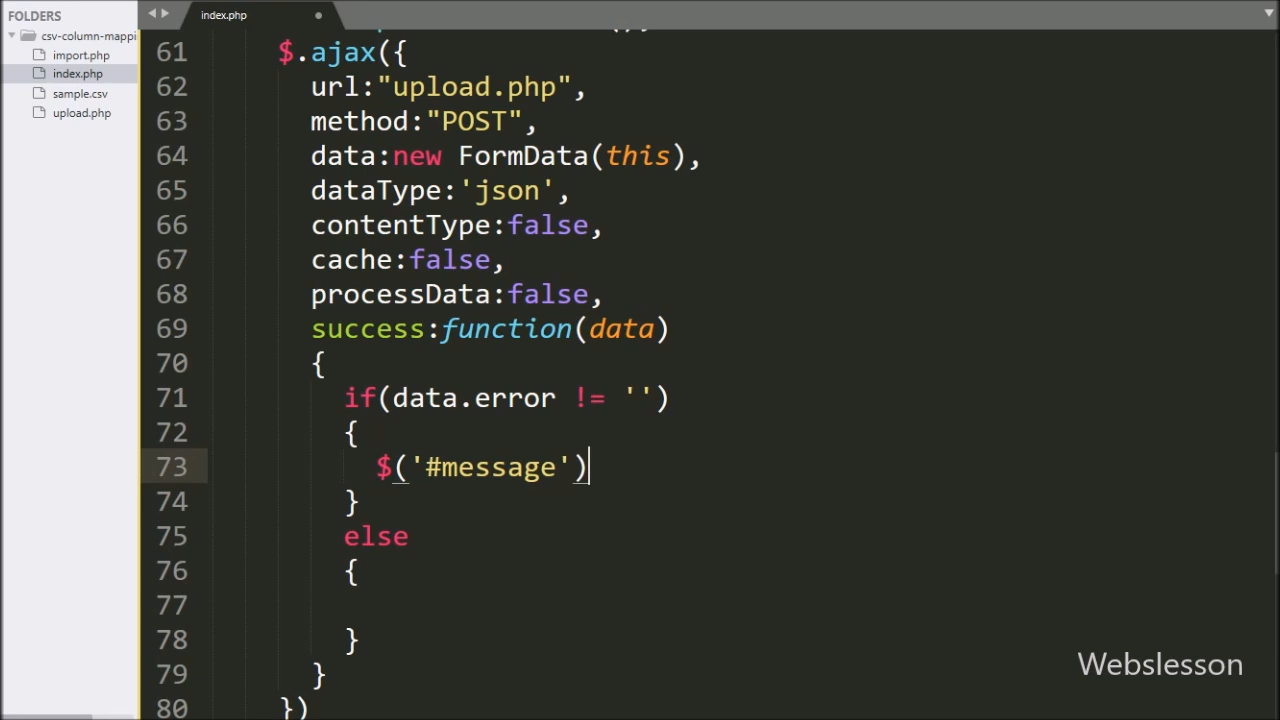 FOLDERS
csv-column-mappi
import.php
index.php
sample.csv
upload.php
index.php
61 $.ajax({
62 url:"upload.php",
63 method:"POST",
64 data:new FormData(this),
65 dataType:'json',
66 contentType:false,
67 cache:false,
68 processData:false,
69 success:function(data)
70 {
71 if(data.error != '')
72 {
73 $('#message')
74 }
75 else
76 {
77
78 }
79 }
80 })
Webslesson